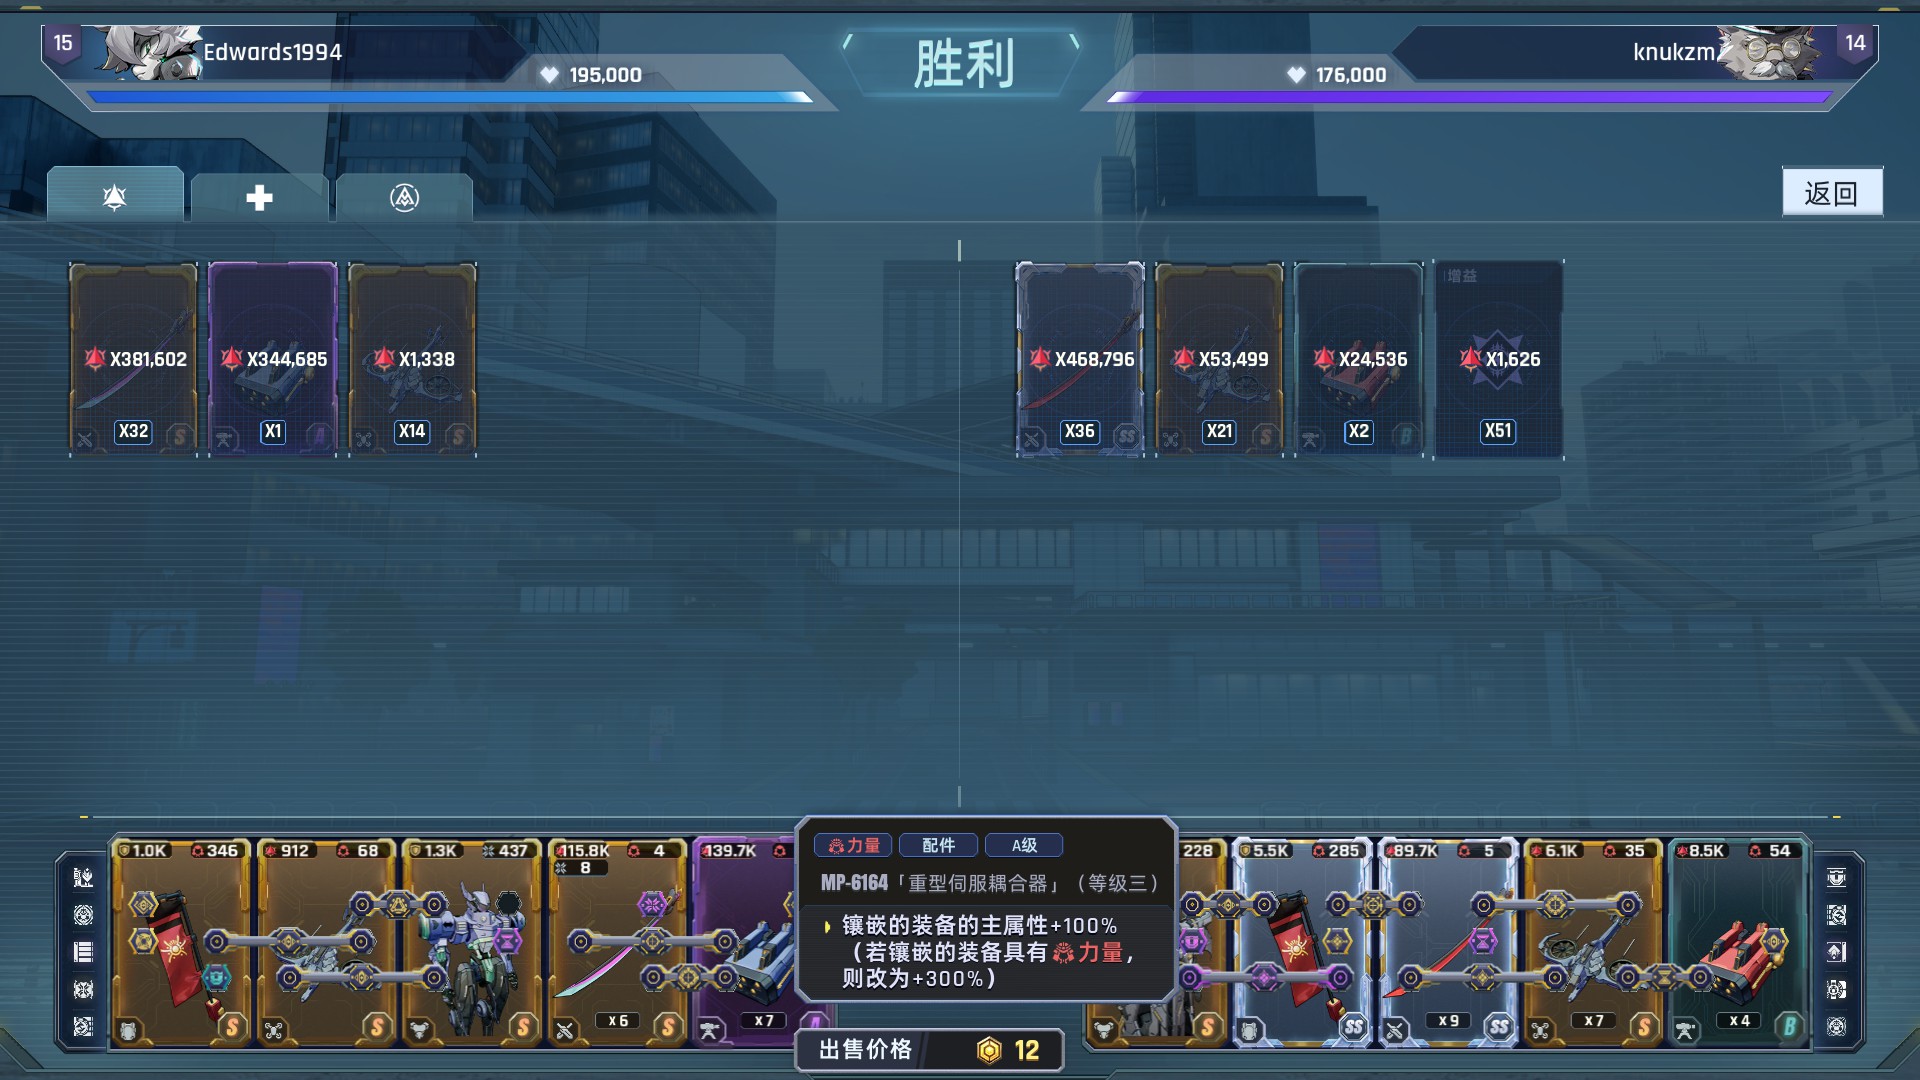 15
Edwards1994
195,000
胜利
176,000
knukzm
14
返回
X381,602
X32
S
X344,685
X1
A
X1,338
X14
S
X468,796
X36
SS
X53,499
X21
S
X24,536
X2
B
增益
X1,626
X51
1.0K
346
S
912
68
S
1.3K
437
S
115.8K
4
8
X6
S
139.7K
X7
力量
配件
A级
MP-6164「重型伺服耦合器」(等级三)
镶嵌的装备的主属性+100%
(若镶嵌的装备具有力量,
则改为+300%)
出售价格
12
228
S
5.5K
285
SS
89.7K
5
X9
SS
6.1K
35
X7
S
8.5K
54
X4
B